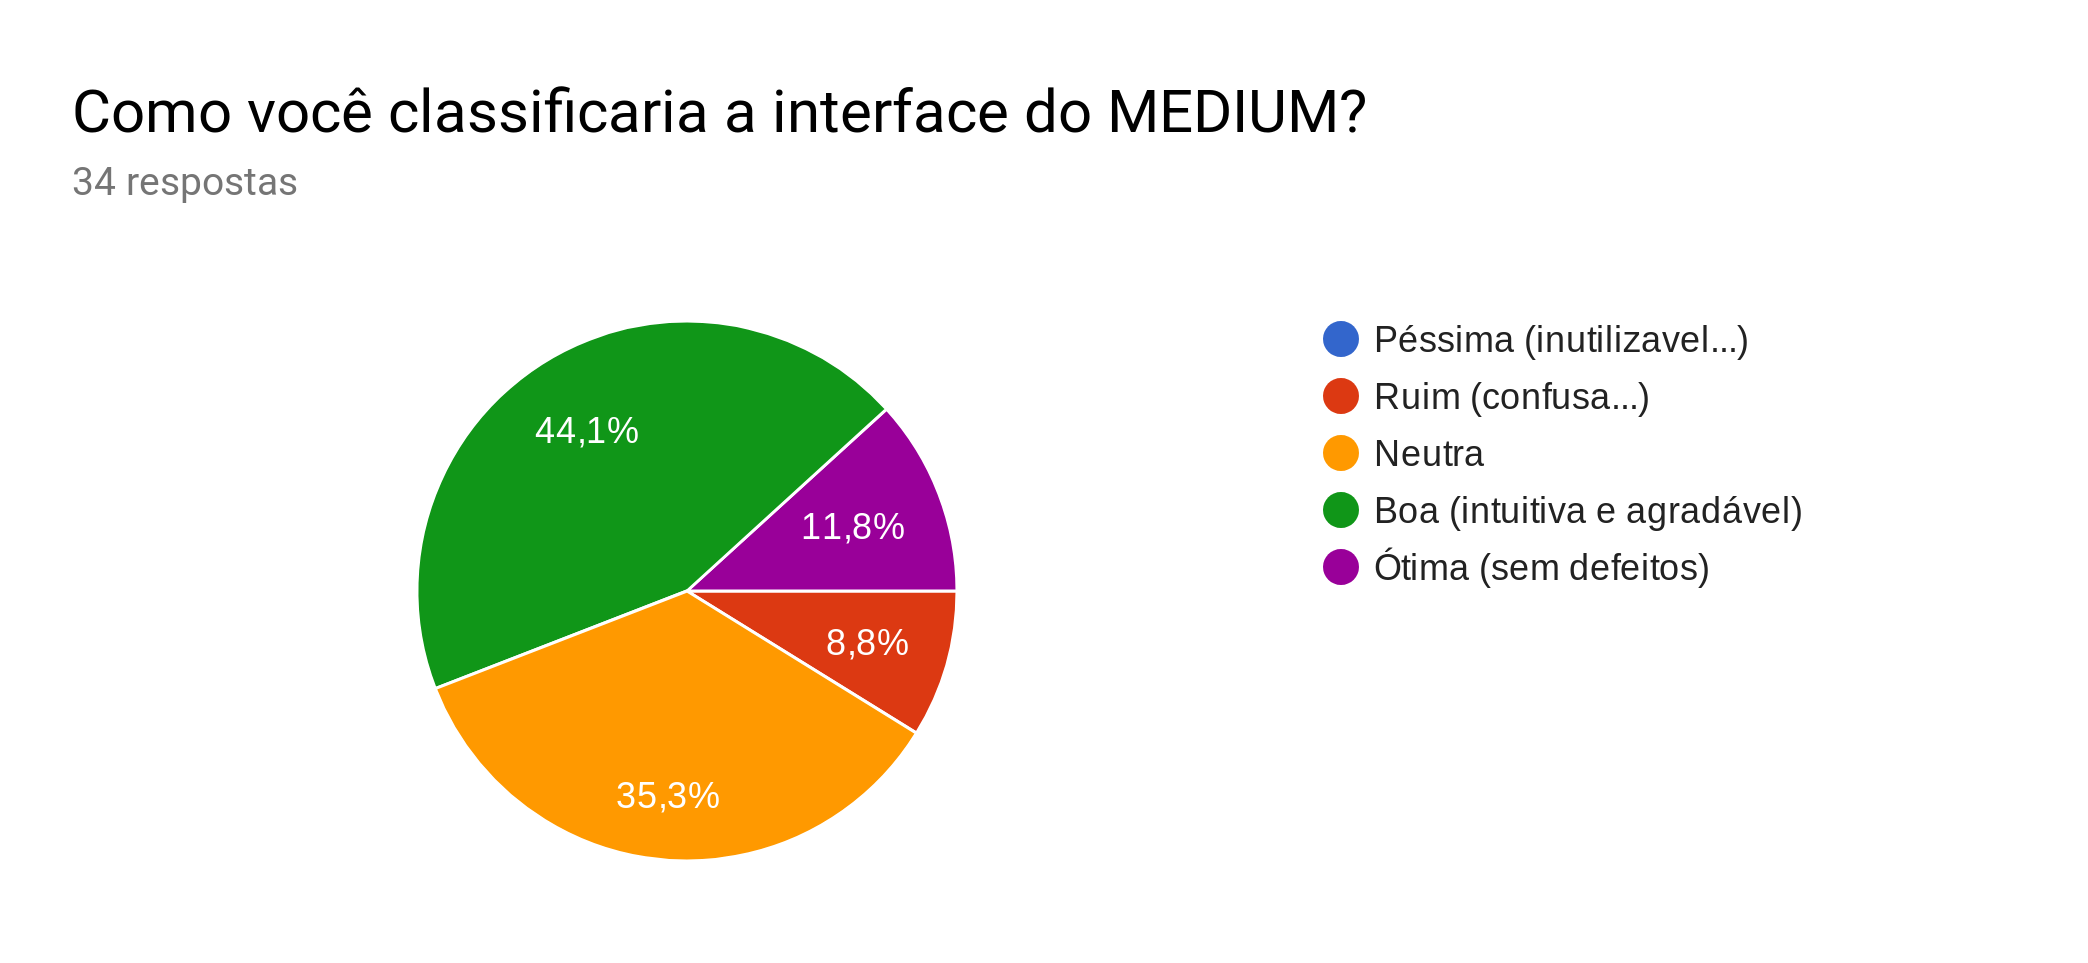 Como você classificaria a interface do MEDIUM?
34 respostas
44,1%
11,8%
8,8%
35,3%
Péssima (inutilizavel...)
Ruim (confusa...)
Neutra
Boa (intuitiva e agradável)
Ótima (sem defeitos)